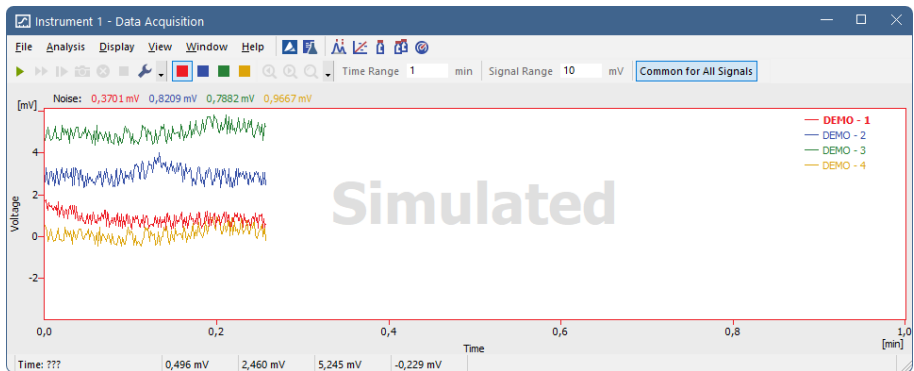 Instrument 1 - Data Acquisition
File Analysis Display View Window Help
Time Range 1 min Signal Range 10 mV Common for All Signals
Noise: 0,3701 mV 0,8209 mV 0,7882 mV 0,9667 mV
[mV]
DEMO - 1
DEMO - 2
DEMO - 3
DEMO - 4
4
2
0
-2
Voltage
Simulated
0,0 0,2 0,4 0,6 0,8 1,0
Time
[min]
Time: ??? 0,496 mV 2,460 mV 5,245 mV -0,229 mV